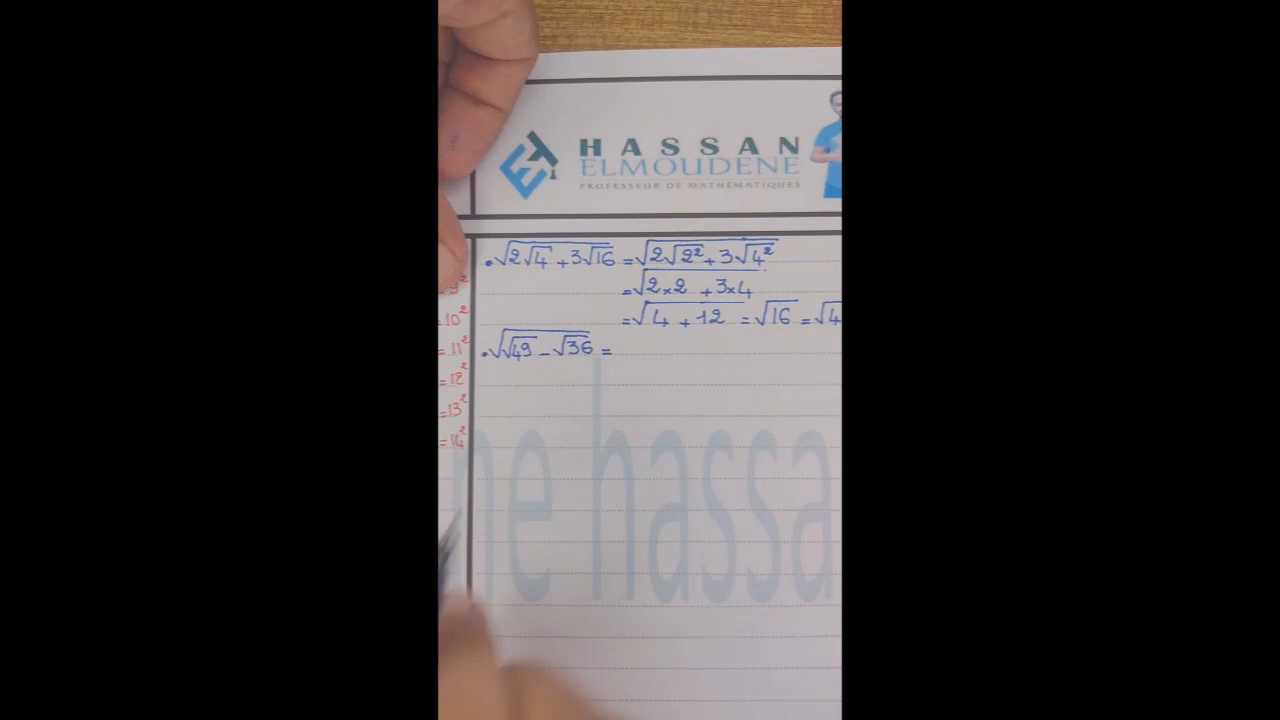 HASSAN
ELMOUDENE
PROFESSEUR DE MATHÉMATIQUES
.√(2√4 + 3√16) = √(2√2² + 3√4²)
= √(2×2 + 3×4
= √(4 + 12 = √16 = √4
.√(√49 - √36) =
= 10²
= 11²
= 12²
= 13²
= 14²
ne hassa